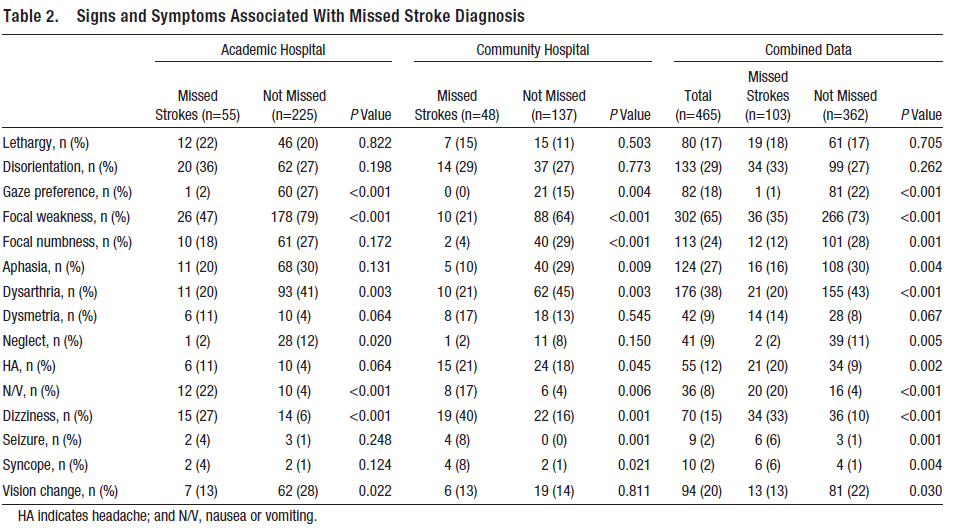 Table 2. Signs and Symptoms Associated With Missed Stroke Diagnosis
Academic Hospital Community Hospital Combined Data
Missed Strokes (n=55) Not Missed (n=225) P Value Missed Strokes (n=48) Not Missed (n=137) P Value Total (n=465) Missed Strokes (n=103) Not Missed (n=362) P Value
Lethargy, n (%) 12 (22) 46 (20) 0.822 7 (15) 15 (11) 0.503 80 (17) 19 (18) 61 (17) 0.705
Disorientation, n (%) 20 (36) 62 (27) 0.198 14 (29) 37 (27) 0.773 133 (29) 34 (33) 99 (27) 0.262
Gaze preference, n (%) 1 (2) 60 (27) <0.001 0 (0) 21 (15) 0.004 82 (18) 1 (1) 81 (22) <0.001
Focal weakness, n (%) 26 (47) 178 (79) <0.001 10 (21) 88 (64) <0.001 302 (65) 36 (35) 266 (73) <0.001
Focal numbness, n (%) 10 (18) 61 (27) 0.172 2 (4) 40 (29) <0.001 113 (24) 12 (12) 101 (28) 0.001
Aphasia, n (%) 11 (20) 68 (30) 0.131 5 (10) 40 (29) 0.009 124 (27) 16 (16) 108 (30) 0.004
Dysarthria, n (%) 11 (20) 93 (41) 0.003 10 (21) 62 (45) 0.003 176 (38) 21 (20) 155 (43) <0.001
Dysmetria, n (%) 6 (11) 10 (4) 0.064 8 (17) 18 (13) 0.545 42 (9) 14 (14) 28 (8) 0.067
Neglect, n (%) 1 (2) 28 (12) 0.020 1 (2) 11 (8) 0.150 41 (9) 2 (2) 39 (11) 0.005
HA, n (%) 6 (11) 10 (4) 0.064 15 (21) 24 (18) 0.045 55 (12) 21 (20) 34 (9) 0.002
N/V, n (%) 12 (22) 10 (4) <0.001 8 (17) 6 (4) 0.006 36 (8) 20 (20) 16 (4) <0.001
Dizziness, n (%) 15 (27) 14 (6) <0.001 19 (40) 22 (16) 0.001 70 (15) 34 (33) 36 (10) <0.001
Seizure, n (%) 2 (4) 3 (1) 0.248 4 (8) 0 (0) 0.001 9 (2) 6 (6) 3 (1) 0.001
Syncope, n (%) 2 (4) 2 (1) 0.124 4 (8) 2 (1) 0.021 10 (2) 6 (6) 4 (1) 0.004
Vision change, n (%) 7 (13) 62 (28) 0.022 6 (13) 19 (14) 0.811 94 (20) 13 (13) 81 (22) 0.030
HA indicates headache; and N/V, nausea or vomiting.